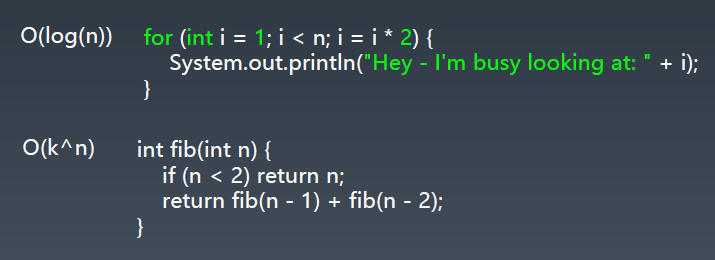 O(log(n)) for (int i = 1; i < n; i = i * 2) {
System.out.println("Hey - I'm busy looking at: " + i);
}
O(k^n) int fib(int n) {
if (n < 2) return n;
return fib(n - 1) + fib(n - 2);
}